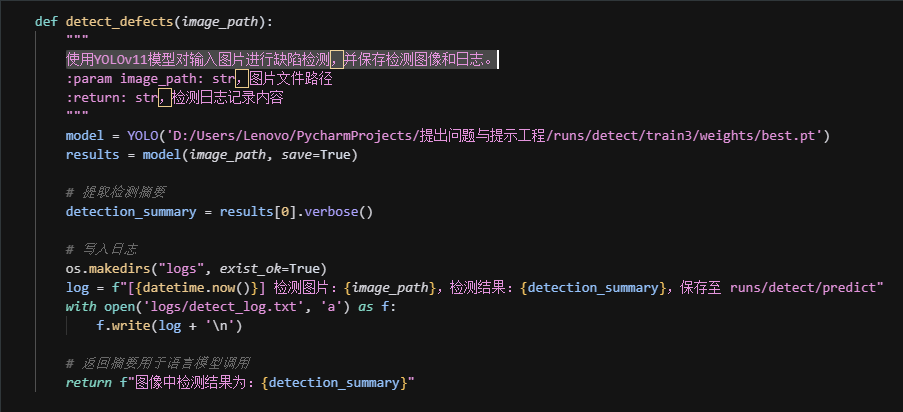 def detect_defects(image_path):
"""
使用YOLOv11模型对输入图片进行缺陷检测，并保存检测图像和日志。
:param image_path: str，图片文件路径
:return: str，检测日志记录内容
"""
model = YOLO('D:/Users/Lenovo/PycharmProjects/提出问题与提示工程/runs/detect/train3/weights/best.pt')
results = model(image_path, save=True)
# 提取检测摘要
detection_summary = results[0].verbose()
# 写入日志
os.makedirs("logs", exist_ok=True)
log = f"[{datetime.now()}] 检测图片：{image_path}，检测结果：{detection_summary}，保存至 runs/detect/predict"
with open('logs/detect_log.txt', 'a') as f:
f.write(log + '\n')
# 返回摘要用于语言模型调用
return f"图像中检测结果为：{detection_summary}"